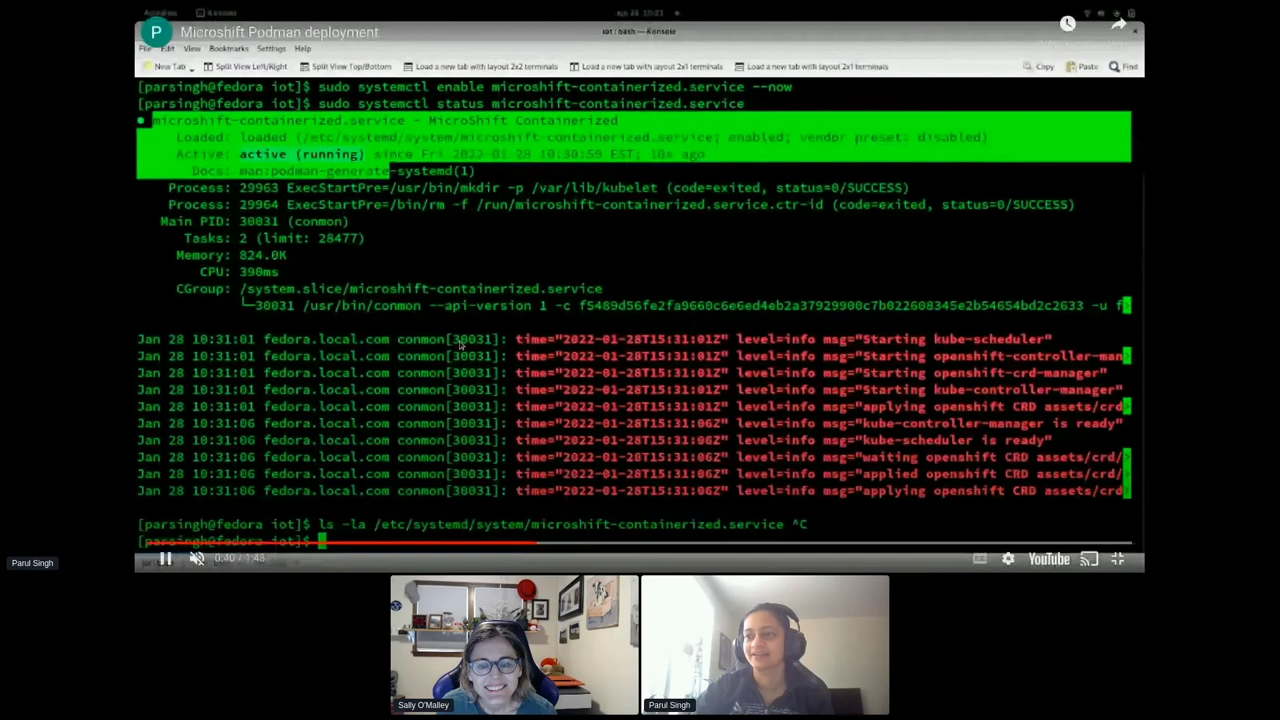 P Microshift Podman deployment
iot : bash — Konsole
File Edit View Bookmarks Settings Help
New Tab Split View Left/Right Split View Top/Bottom Load a new tab with layout 2x2 terminals Load a new tab with layout 2x1 terminals Load a new tab with layout 1x2 terminals Copy Paste Find
[parsingh@fedora iot]$ sudo systemctl enable microshift-containerized.service --now
[parsingh@fedora iot]$ sudo systemctl status microshift-containerized.service
● microshift-containerized.service - MicroShift Containerized
Loaded: loaded (/etc/systemd/system/microshift-containerized.service; enabled; vendor preset: disabled)
Active: active (running) since Fri 2022-01-28 10:30:59 EST; 10s ago
Docs: man:podman-generate-systemd(1)
Process: 29963 ExecStartPre=/usr/bin/mkdir -p /var/lib/kubelet (code=exited, status=0/SUCCESS)
Process: 29964 ExecStartPre=/bin/rm -f /run/microshift-containerized.service.ctr-id (code=exited, status=0/SUCCESS)
Main PID: 30031 (conmon)
Tasks: 2 (limit: 28477)
Memory: 824.0K
CPU: 390ms
CGroup: /system.slice/microshift-containerized.service
└─30031 /usr/bin/conmon --api-version 1 -c f5489d56fe2fa9660c6e6ed4eb2a37929900c7b022608345e2b54654bd2c2633 -u f>
Jan 28 10:31:01 fedora.local.com conmon[30031]: time="2022-01-28T15:31:01Z" level=info msg="Starting kube-scheduler"
Jan 28 10:31:01 fedora.local.com conmon[30031]: time="2022-01-28T15:31:01Z" level=info msg="Starting openshift-controller-man>
Jan 28 10:31:01 fedora.local.com conmon[30031]: time="2022-01-28T15:31:01Z" level=info msg="Starting openshift-crd-manager"
Jan 28 10:31:01 fedora.local.com conmon[30031]: time="2022-01-28T15:31:01Z" level=info msg="Starting kube-controller-manager"
Jan 28 10:31:01 fedora.local.com conmon[30031]: time="2022-01-28T15:31:01Z" level=info msg="applying openshift CRD assets/crd>
Jan 28 10:31:06 fedora.local.com conmon[30031]: time="2022-01-28T15:31:06Z" level=info msg="kube-controller-manager is ready"
Jan 28 10:31:06 fedora.local.com conmon[30031]: time="2022-01-28T15:31:06Z" level=info msg="kube-scheduler is ready"
Jan 28 10:31:06 fedora.local.com conmon[30031]: time="2022-01-28T15:31:06Z" level=info msg="waiting openshift CRD assets/crd/>
Jan 28 10:31:06 fedora.local.com conmon[30031]: time="2022-01-28T15:31:06Z" level=info msg="applied openshift CRD assets/crd/>
Jan 28 10:31:06 fedora.local.com conmon[30031]: time="2022-01-28T15:31:06Z" level=info msg="applying openshift CRD assets/crd>
[parsingh@fedora iot]$ ls -la /etc/systemd/system/microshift-containerized.service ^C
[parsingh@fedora iot]$
0:40 / 1:43
YouTube
Parul Singh
Sally O'Malley
Parul Singh